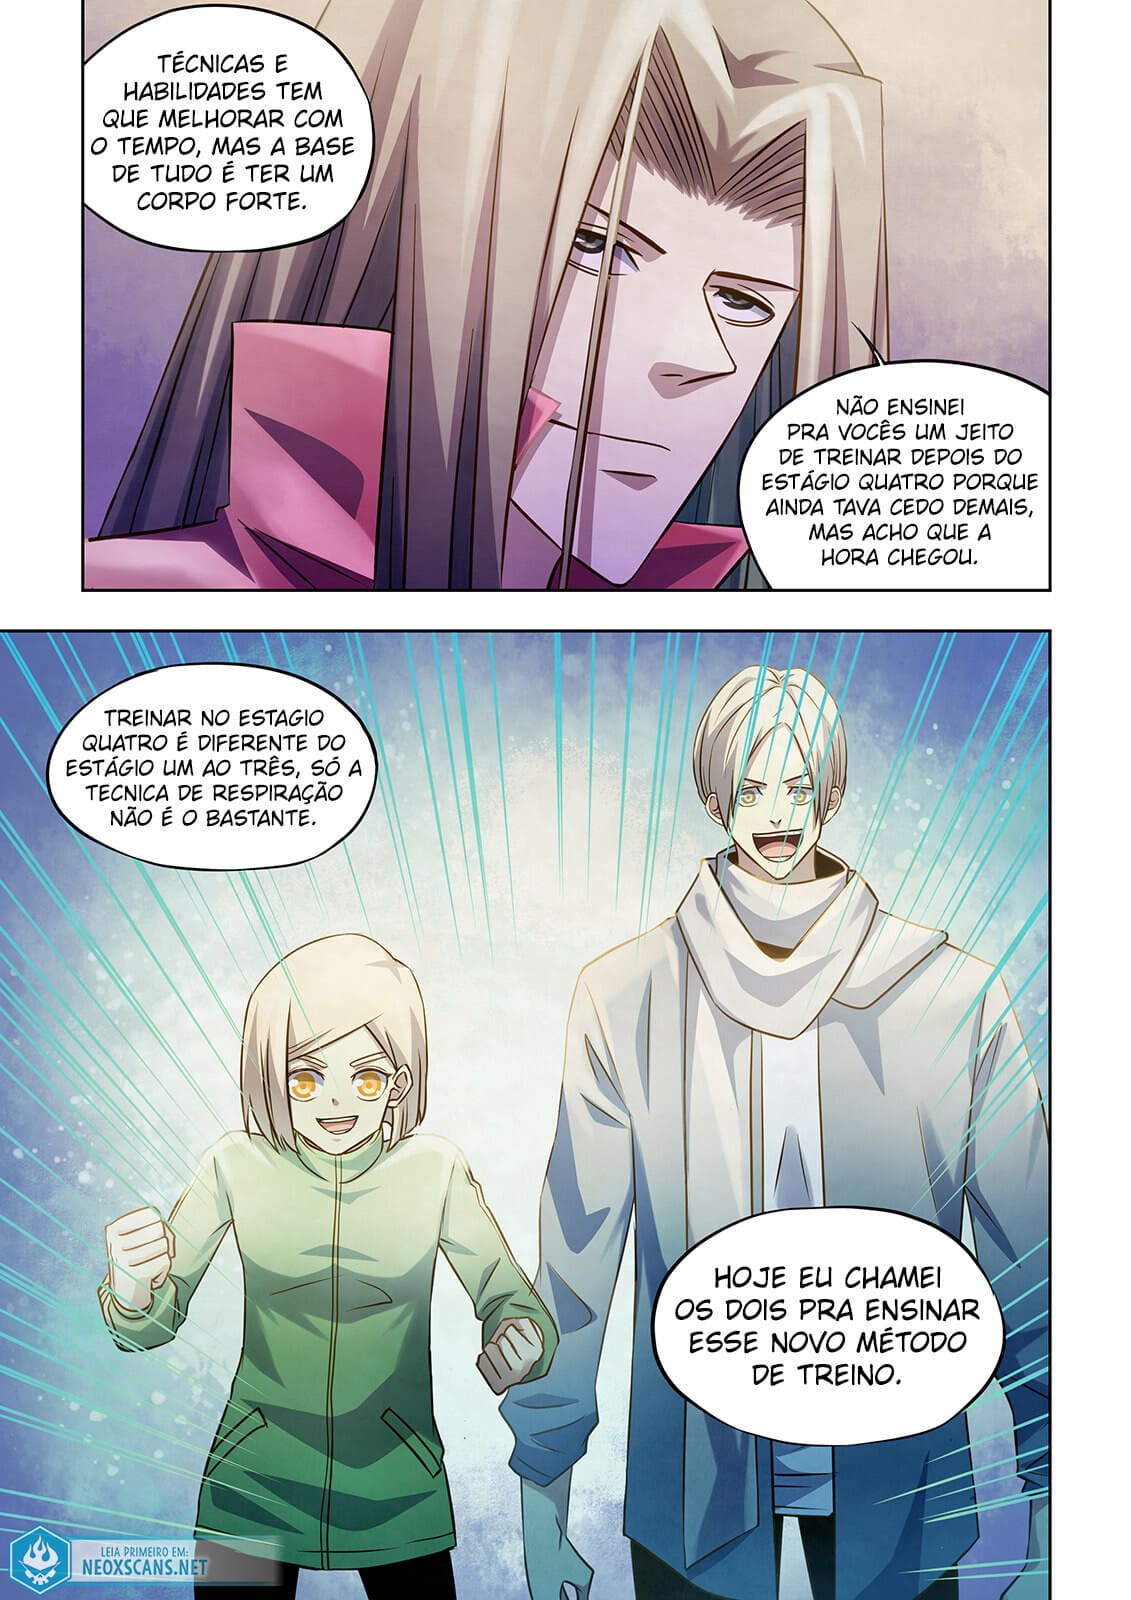 TÉCNICAS E
HABILIDADES TEM
QUE MELHORAR COM
O TEMPO, MAS A BASE
DE TUDO É TER UM
CORPO FORTE.
NÃO ENSINEI
PRA VOCÊS UM JEITO
DE TREINAR DEPOIS DO
ESTÁGIO QUATRO PORQUE
AINDA TAVA CEDO DEMAIS,
MAS ACHO QUE A
HORA CHEGOU.
TREINAR NO ESTAGIO
QUATRO É DIFERENTE DO
ESTÁGIO UM AO TRÊS, SÓ A
TECNICA DE RESPIRAÇÃO
NÃO É O BASTANTE.
HOJE EU CHAMEI
OS DOIS PRA ENSINAR
ESSE NOVO MÉTODO
DE TREINO.
LEIA PRIMEIRO EM:
NEOXSCANS.NET